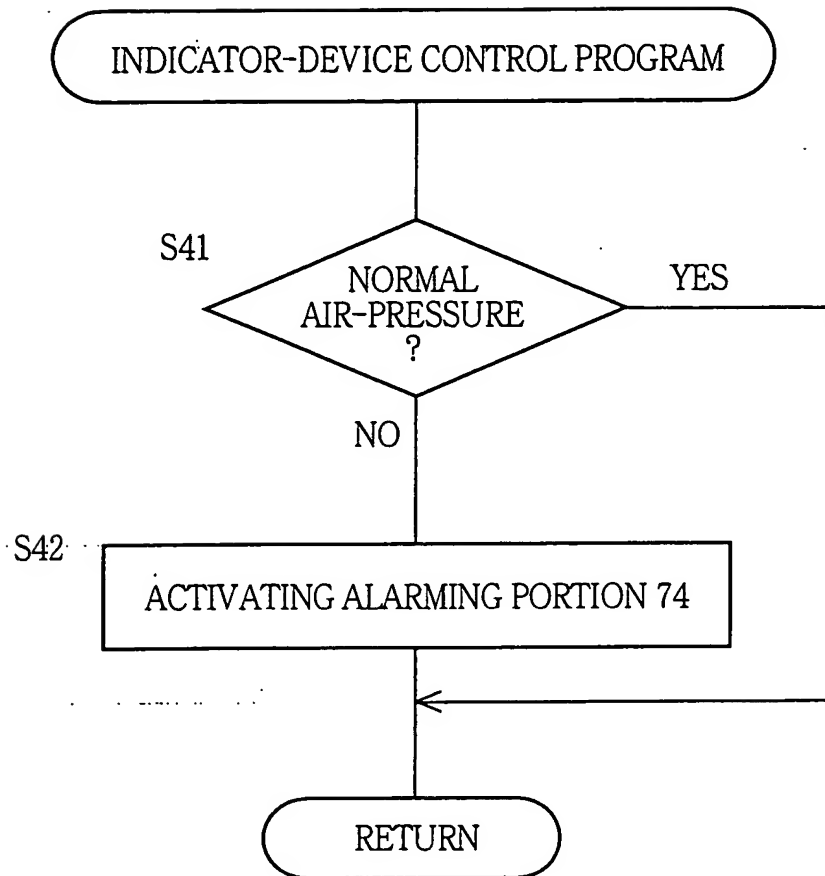 INDICATOR-DEVICE CONTROL PROGRAM
S41
NORMAL
AIR-PRESSURE
?
YES
NO
S42
ACTIVATING ALARMING PORTION 74
RETURN